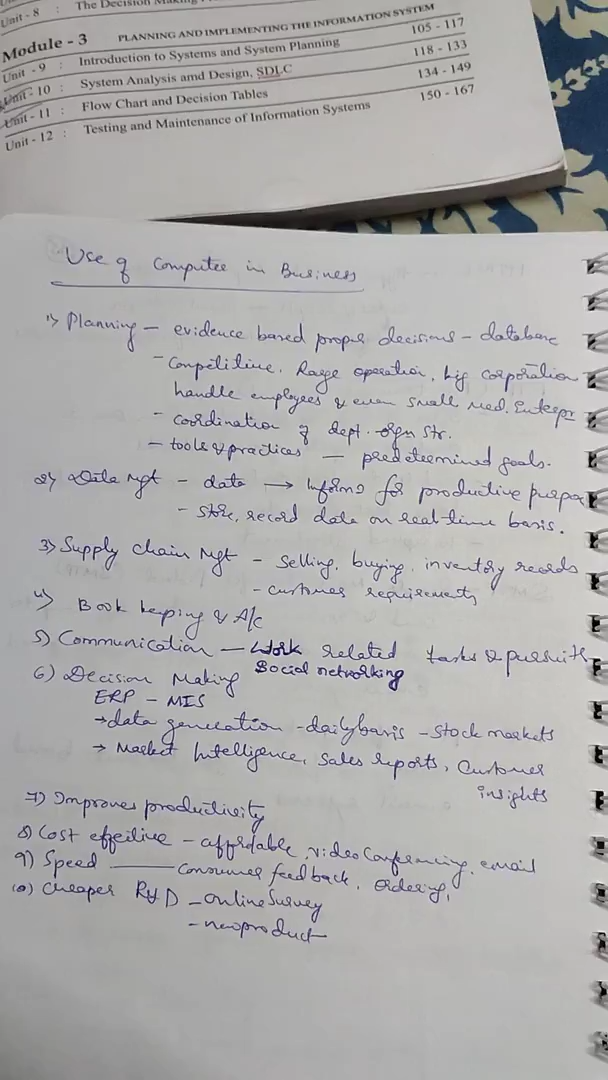 Unit - 8 : The Decision Making
Module - 3 PLANNING AND IMPLEMENTING THE INFORMATION SYSTEM
Unit - 9 : Introduction to Systems and System Planning 105 - 117
Unit - 10 : System Analysis amd Design, SDLC 118 - 133
Unit - 11 : Flow Chart and Decision Tables 134 - 149
Unit - 12 : Testing and Maintenance of Information Systems 150 - 167
Use of Computer in Business
1) Planning - evidence based proper decisions - database
- Competitive, large operation, big corporation
handle employees & even small med. Enterpr
- coordination of dept. orgn str.
- tools & practices - predetermined goals.
2) Data Mgt - data → Informs for productive purpos
- store, record data on real-time basis.
3) Supply chain Mgt - selling, buying, inventory records
- customer requirements
4) Book keeping & A/c
5) Communication - work related tasks & pursuits
Social networking
6) Decision Making
ERP - MIS
→ data generation - daily basis - stock markets
→ Market Intelligence, Sales reports, Customer
insights
7) Improves productivity
8) Cost effective - affordable, video Conferencing, email
9) Speed - consumer feedback, ordering,
10) Cheaper R&D - online Survey
- new product